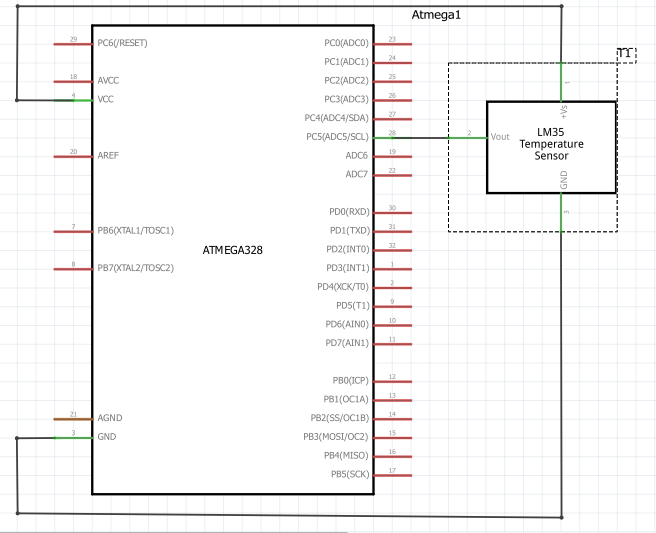 Atmega1
29 PC6(/RESET) PC0(ADC0) 23
PC1(ADC1) 24
T1
18 AVCC PC2(ADC2) 25
4 VCC PC3(ADC3) 26
1
+Vs
PC4(ADC4/SDA) 27
PC5(ADC5/SCL) 28
2 Vout
LM35
Temperature
Sensor
20 AREF ADC6 19
ADC7 22
GND
3
PD0(RXD) 30
7 PB6(XTAL1/TOSC1) PD1(TXD) 31
ATMEGA328
PD2(INT0) 32
8 PB7(XTAL2/TOSC2) PD3(INT1) 1
PD4(XCK/T0) 2
PD5(T1) 9
PD6(AIN0) 10
PD7(AIN1) 11
PB0(ICP) 12
PB1(OC1A) 13
21 AGND PB2(SS/OC1B) 14
3 GND PB3(MOSI/OC2) 15
PB4(MISO) 16
PB5(SCK) 17